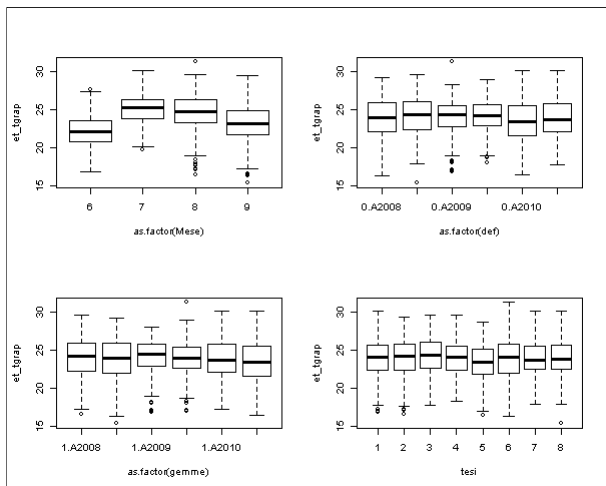 et_tgrap
30
25
20
15
6 7 8 9
as.factor(Mese)
et_tgrap
30
25
20
15
0.A2008 0.A2009 0.A2010
as.factor(def)
et_tgrap
30
25
20
15
1.A2008 1.A2009 1.A2010
as.factor(gemme)
et_tgrap
30
25
20
15
1 2 3 4 5 6 7 8
tesi